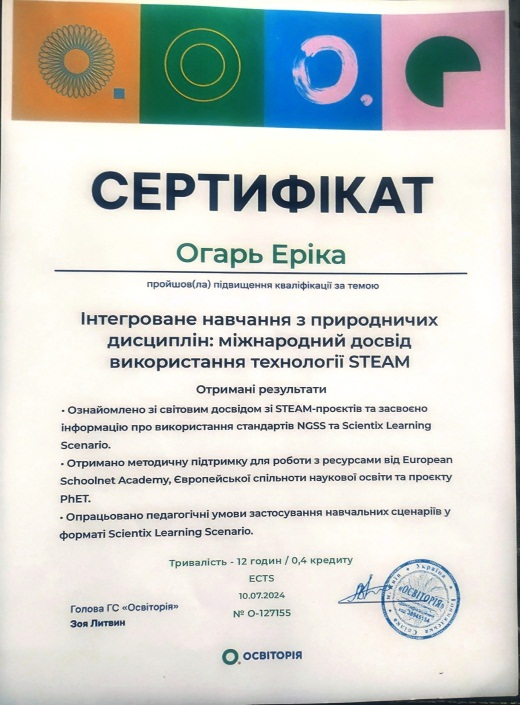 СЕРТИФІКАТ
Огарь Еріка
пройшов(ла) підвищення кваліфікації за темою
Інтегроване навчання з природничих
дисциплін: міжнародний досвід
використання технології STEAM
Отримані результати
• Ознайомлено зі світовим досвідом зі STEAM-проєктів та засвоєно
інформацію про використання стандартів NGSS та Scientix Learning
Scenario.
• Отримано методичну підтримку для роботи з ресурсами від European
Schoolnet Academy, Європейської спільноти наукової освіти та проєкту
PhET.
• Опрацьовано педагогічні умови застосування навчальних сценаріїв у
форматі Scientix Learning Scenario.
Тривалість - 12 годин / 0,4 кредиту
ECTS
10.07.2024
№ О-127155
Голова ГС «Освіторія»
Зоя Литвин
Україна
«ОСВІТОРІЯ»
ОСВІТОРІЯ